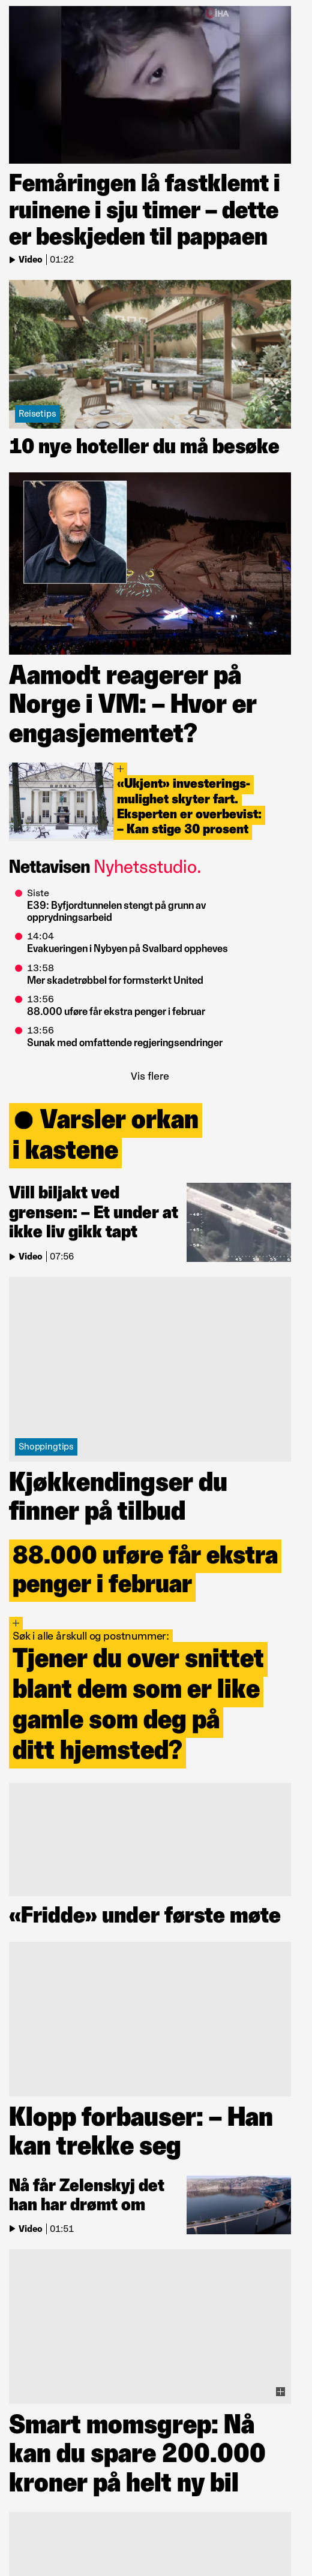 IHA
Femåringen lå fastklemt i
ruinene i sju timer – dette
er beskjeden til pappaen
Video | 01:22
Reisetips
10 nye hoteller du må besøke
Aamodt reagerer på
Norge i VM: – Hvor er
engasjementet?
+
«Ukjent» investerings-
mulighet skyter fart.
Eksperten er overbevist:
– Kan stige 30 prosent
Nettavisen Nyhetsstudio.
Siste
E39: Byfjordtunnelen stengt på grunn av
opprydningsarbeid
14:04
Evakueringen i Nybyen på Svalbard oppheves
13:58
Mer skadetrøbbel for formsterkt United
13:56
88.000 uføre får ekstra penger i februar
13:56
Sunak med omfattende regjeringsendringer
Vis flere
● Varsler orkan
i kastene
Vill biljakt ved
grensen: – Et under at
ikke liv gikk tapt
Video | 07:56
Shoppingtips
Kjøkkendingser du
finner på tilbud
88.000 uføre får ekstra
penger i februar
+
Søk i alle årskull og postnummer:
Tjener du over snittet
blant dem som er like
gamle som deg på
ditt hjemsted?
«Fridde» under første møte
Klopp forbauser: – Han
kan trekke seg
Nå får Zelenskyj det
han har drømt om
Video | 01:51
Smart momsgrep: Nå
kan du spare 200.000
kroner på helt ny bil